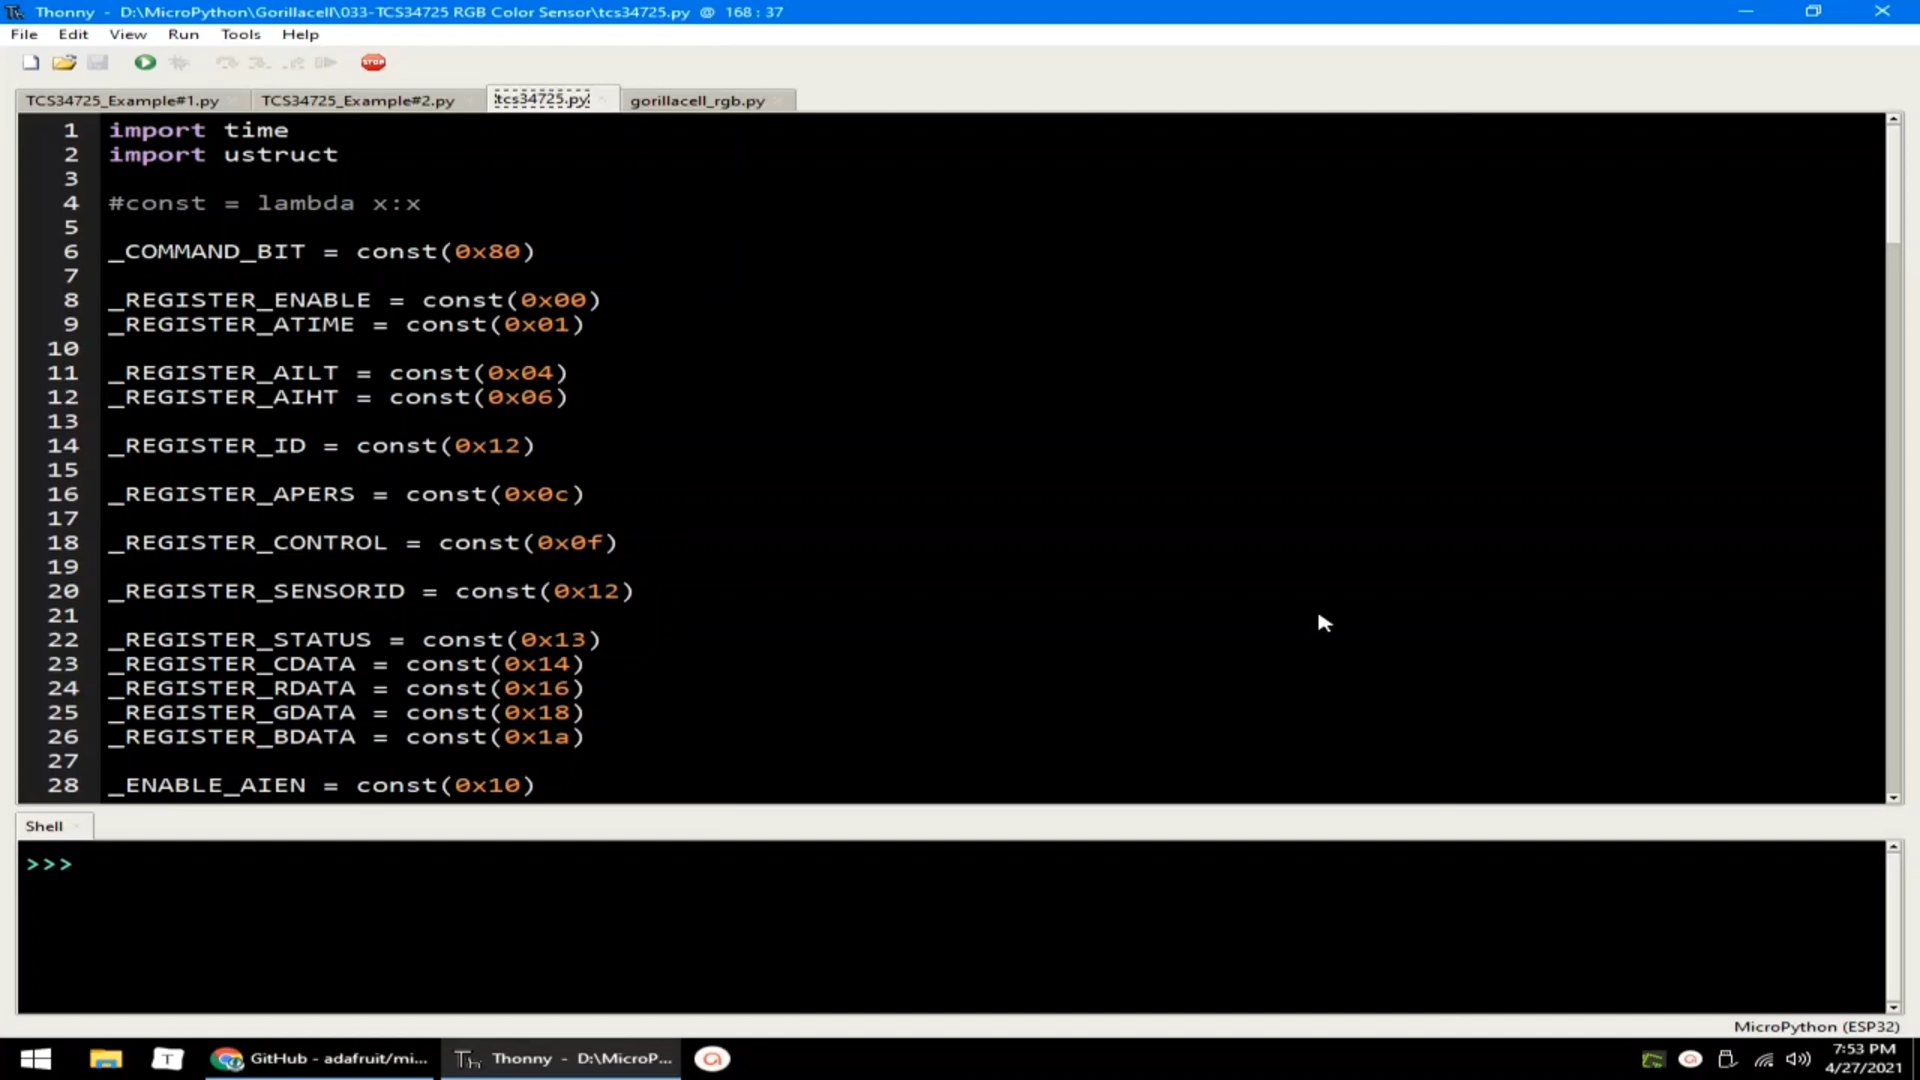 Thonny - D:\MicroPython\Gorillacell\033-TCS34725 RGB Color Sensor\tcs34725.py @ 168 : 37
File Edit View Run Tools Help
STOP
TCS34725_Example#1.py TCS34725_Example#2.py tcs34725.py gorillacell_rgb.py
1 import time
2 import ustruct
3
4 #const = lambda x:x
5
6 _COMMAND_BIT = const(0x80)
7
8 _REGISTER_ENABLE = const(0x00)
9 _REGISTER_ATIME = const(0x01)
10
11 _REGISTER_AILT = const(0x04)
12 _REGISTER_AIHT = const(0x06)
13
14 _REGISTER_ID = const(0x12)
15
16 _REGISTER_APERS = const(0x0c)
17
18 _REGISTER_CONTROL = const(0x0f)
19
20 _REGISTER_SENSORID = const(0x12)
21
22 _REGISTER_STATUS = const(0x13)
23 _REGISTER_CDATA = const(0x14)
24 _REGISTER_RDATA = const(0x16)
25 _REGISTER_GDATA = const(0x18)
26 _REGISTER_BDATA = const(0x1a)
27
28 _ENABLE_AIEN = const(0x10)
Shell
>>>
MicroPython (ESP32)
T GitHub - adafruit/mi... Th Thonny - D:\MicroP...
7:53 PM
4/27/2021